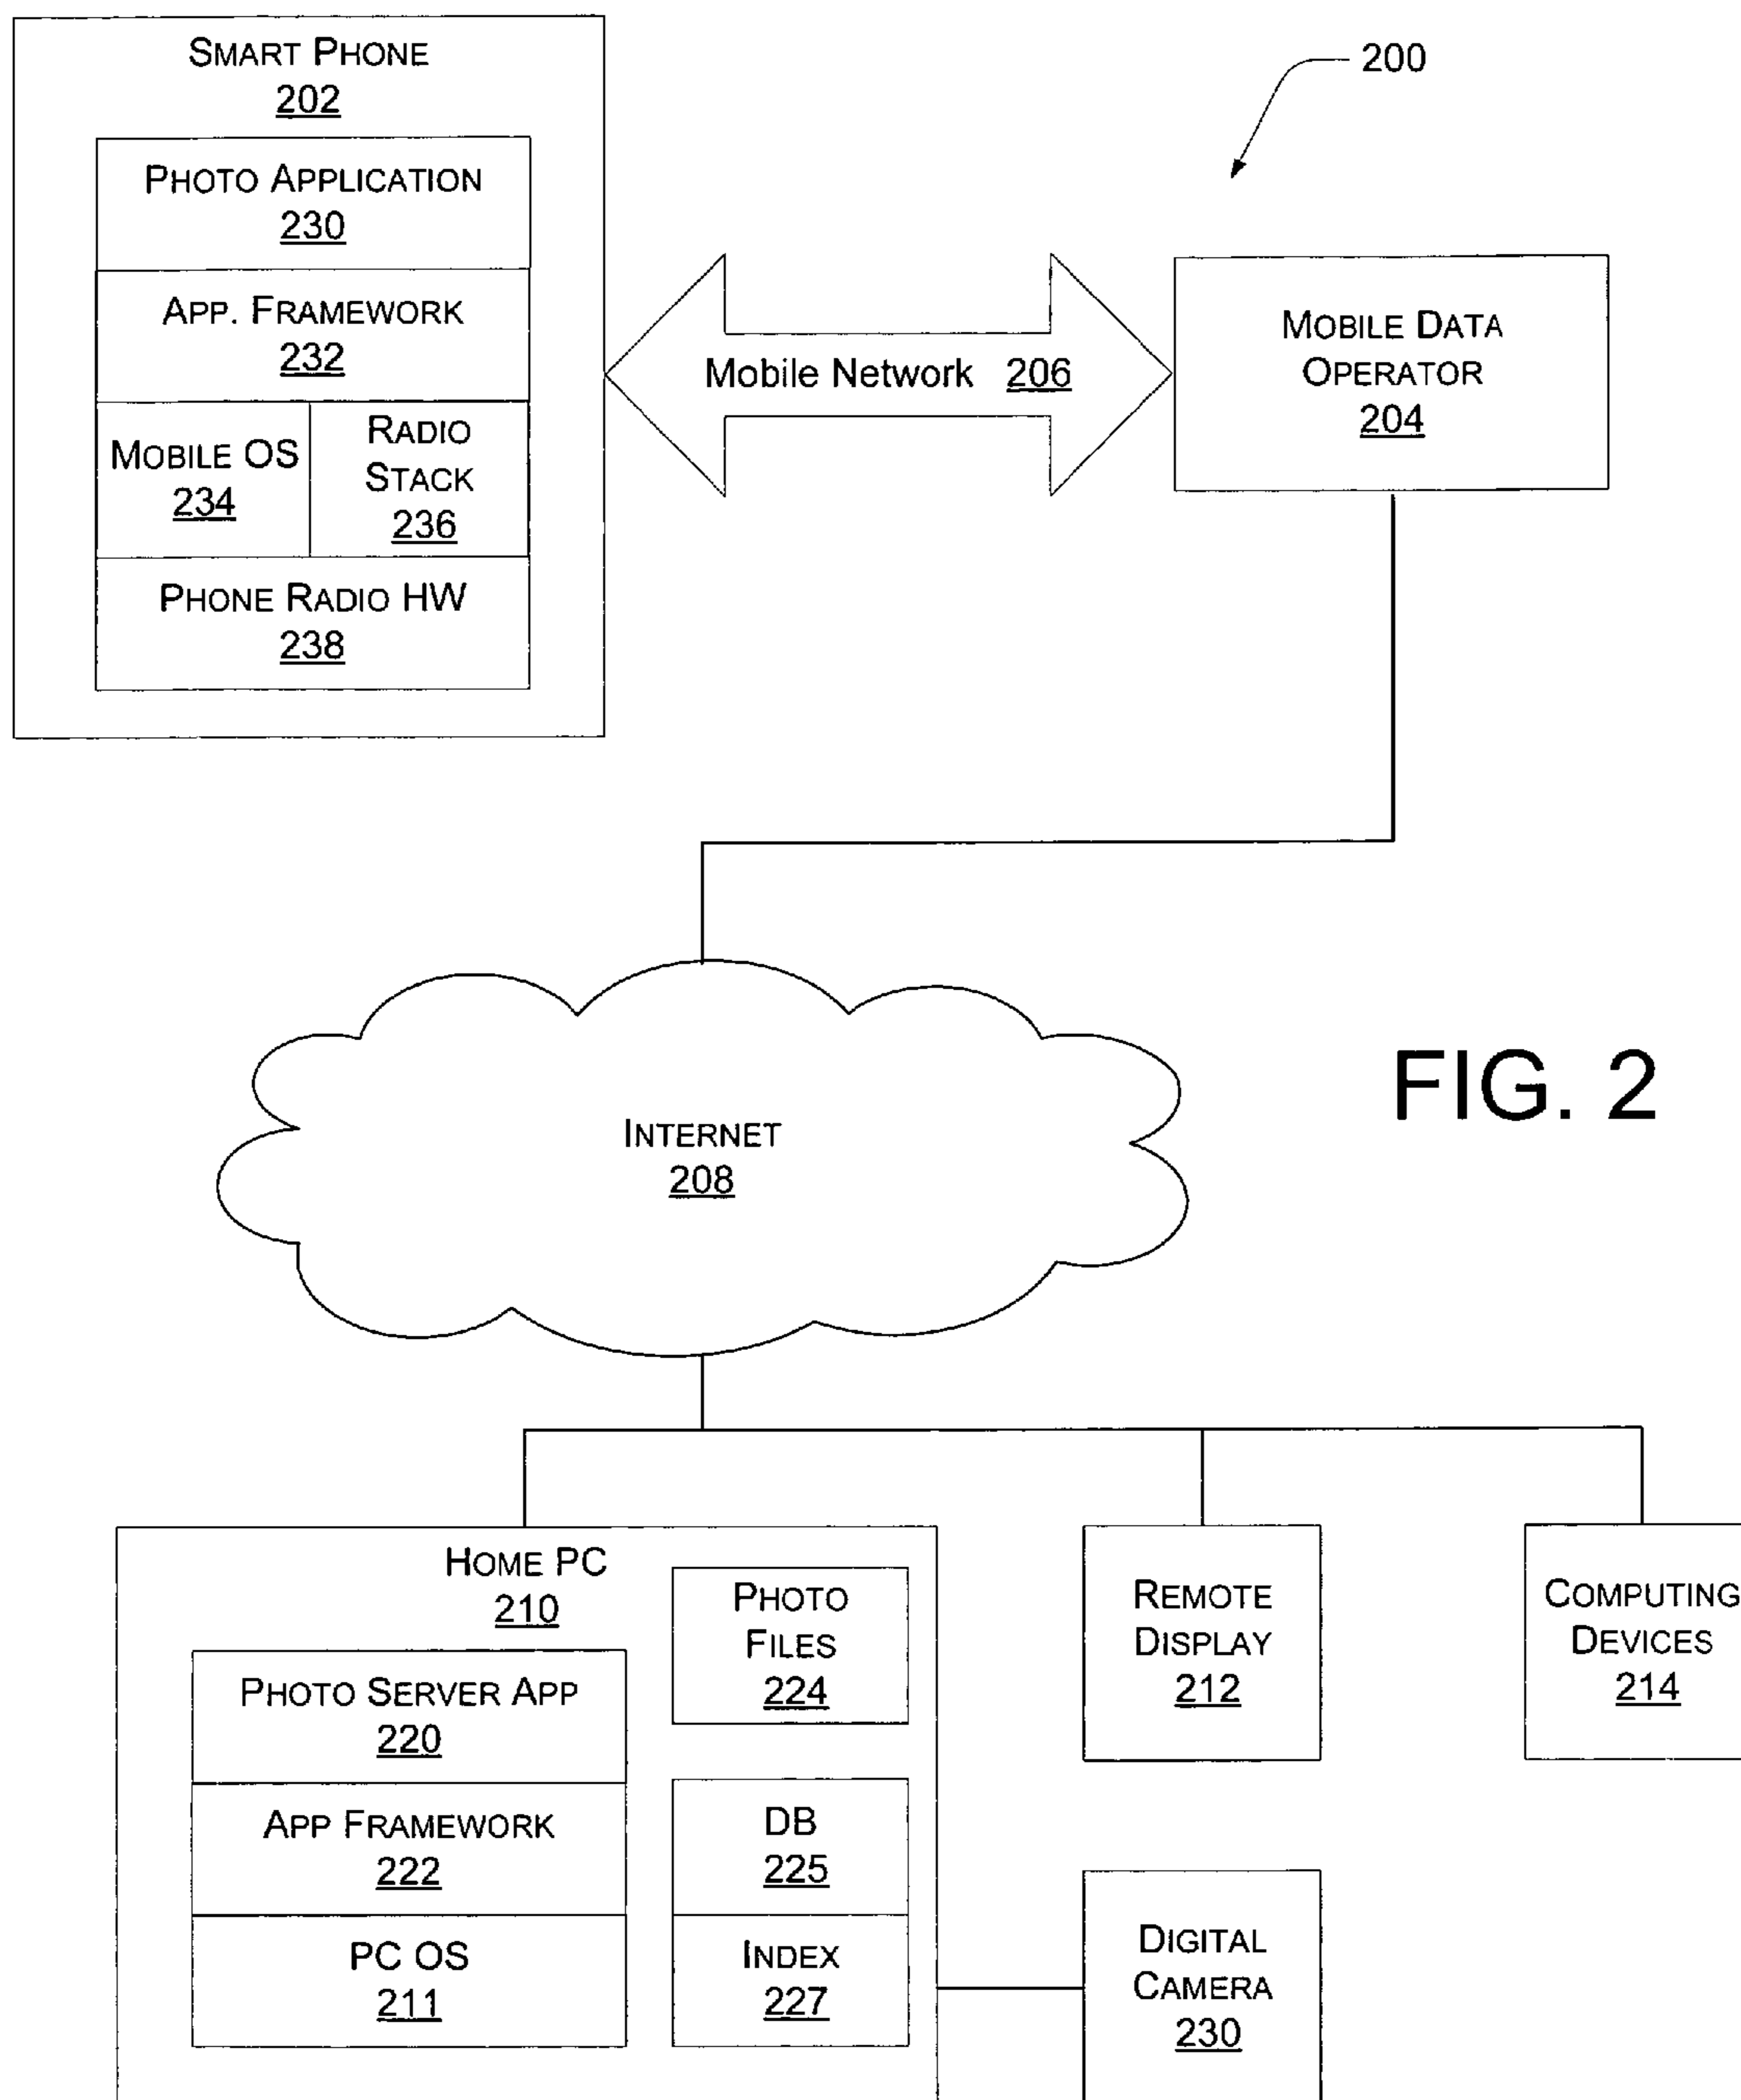 SMART PHONE
202
PHOTO APPLICATION
230
APP. FRAMEWORK
232
MOBILE OS
234
RADIO
STACK
236
PHONE RADIO HW
238
200
Mobile Network 206
MOBILE DATA
OPERATOR
204
INTERNET
208
FIG. 2
HOME PC
210
PHOTO SERVER APP
220
APP FRAMEWORK
222
PC OS
211
PHOTO
FILES
224
DB
225
INDEX
227
REMOTE
DISPLAY
212
COMPUTING
DEVICES
214
DIGITAL
CAMERA
230